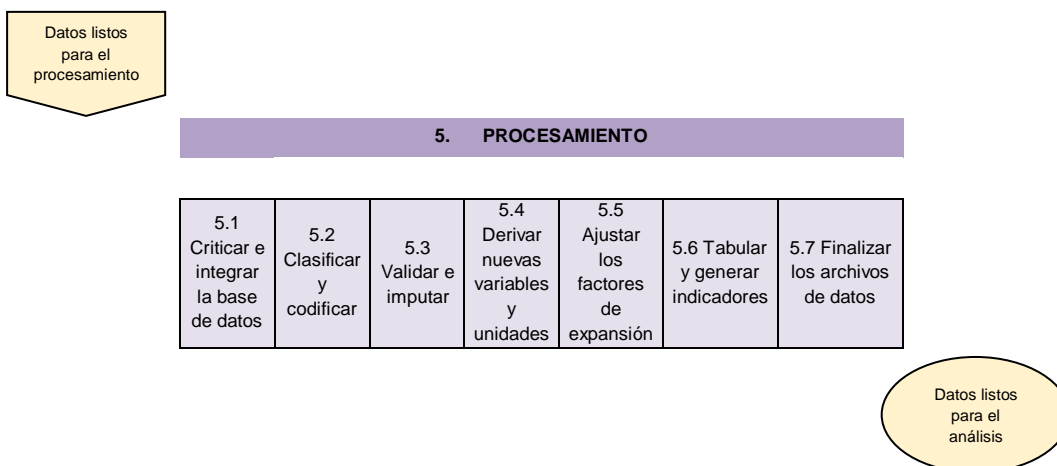 Datos listos
para el
procesamiento
5. PROCESAMIENTO
5.1
Criticar e
integrar
la base
de datos
5.2
Clasificar
y
codificar
5.3
Validar e
imputar
5.4
Derivar
nuevas
variables
y
unidades
5.5
Ajustar
los
factores
de
expansión
5.6 Tabular
y generar
indicadores
5.7 Finalizar
los archivos
de datos
Datos listos
para el
análisis